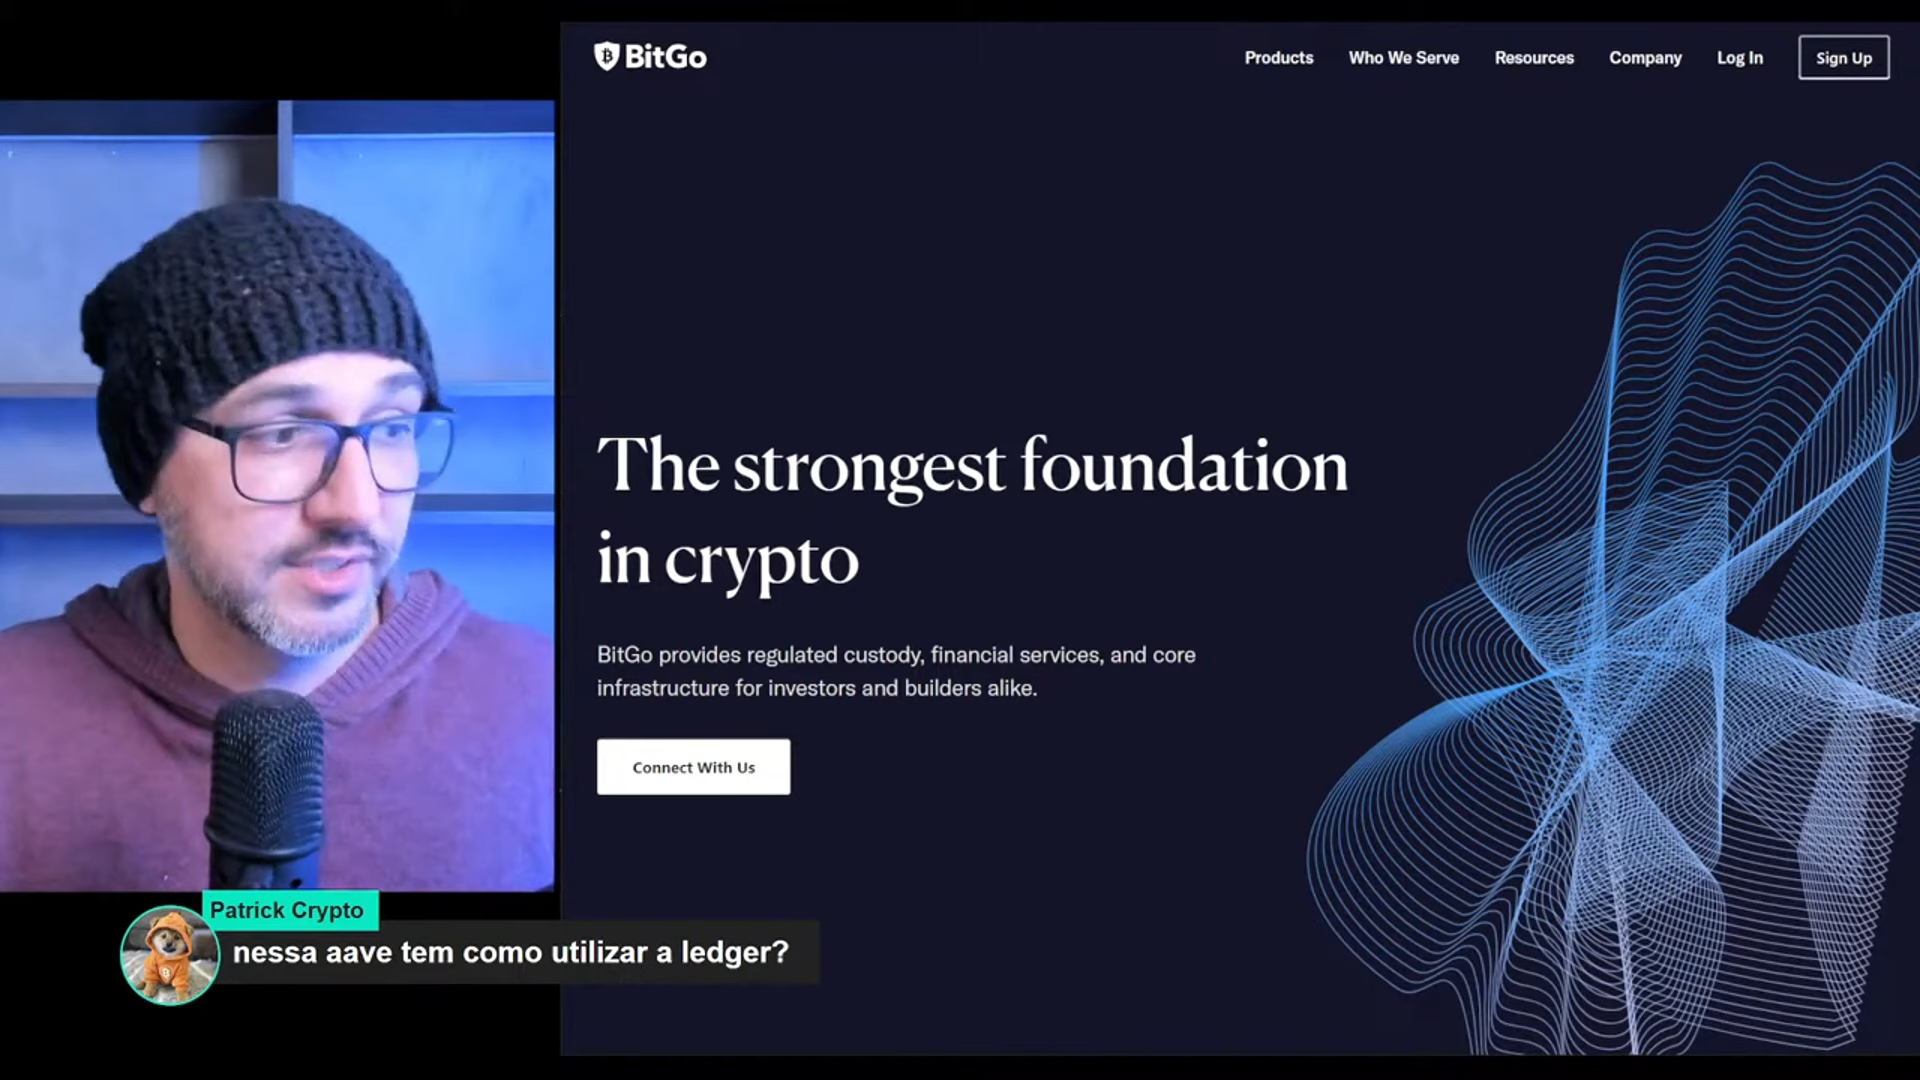 BitGo
Products Who We Serve Resources Company Log In Sign Up
The strongest foundation
in crypto
BitGo provides regulated custody, financial services, and core
infrastructure for investors and builders alike.
Connect With Us
Patrick Crypto
nessa aave tem como utilizar a ledger?